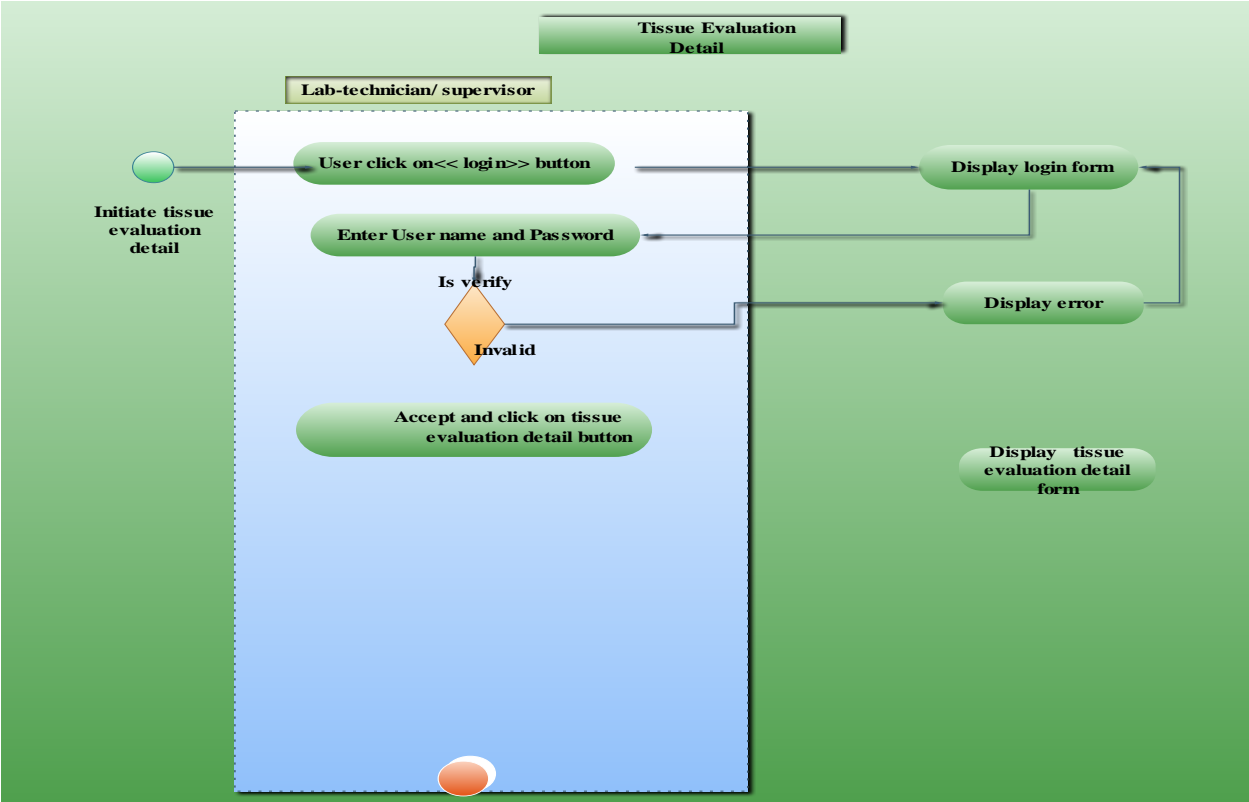 Tissue Evaluation
Detail
Lab-technician/ supervisor
User click on<< login>> button
Display login form
Initiate tissue
evaluation
detail
Enter User name and Password
Is verify
Display error
Invalid
Accept and click on tissue
evaluation detail button
Display tissue
evaluation detail
form